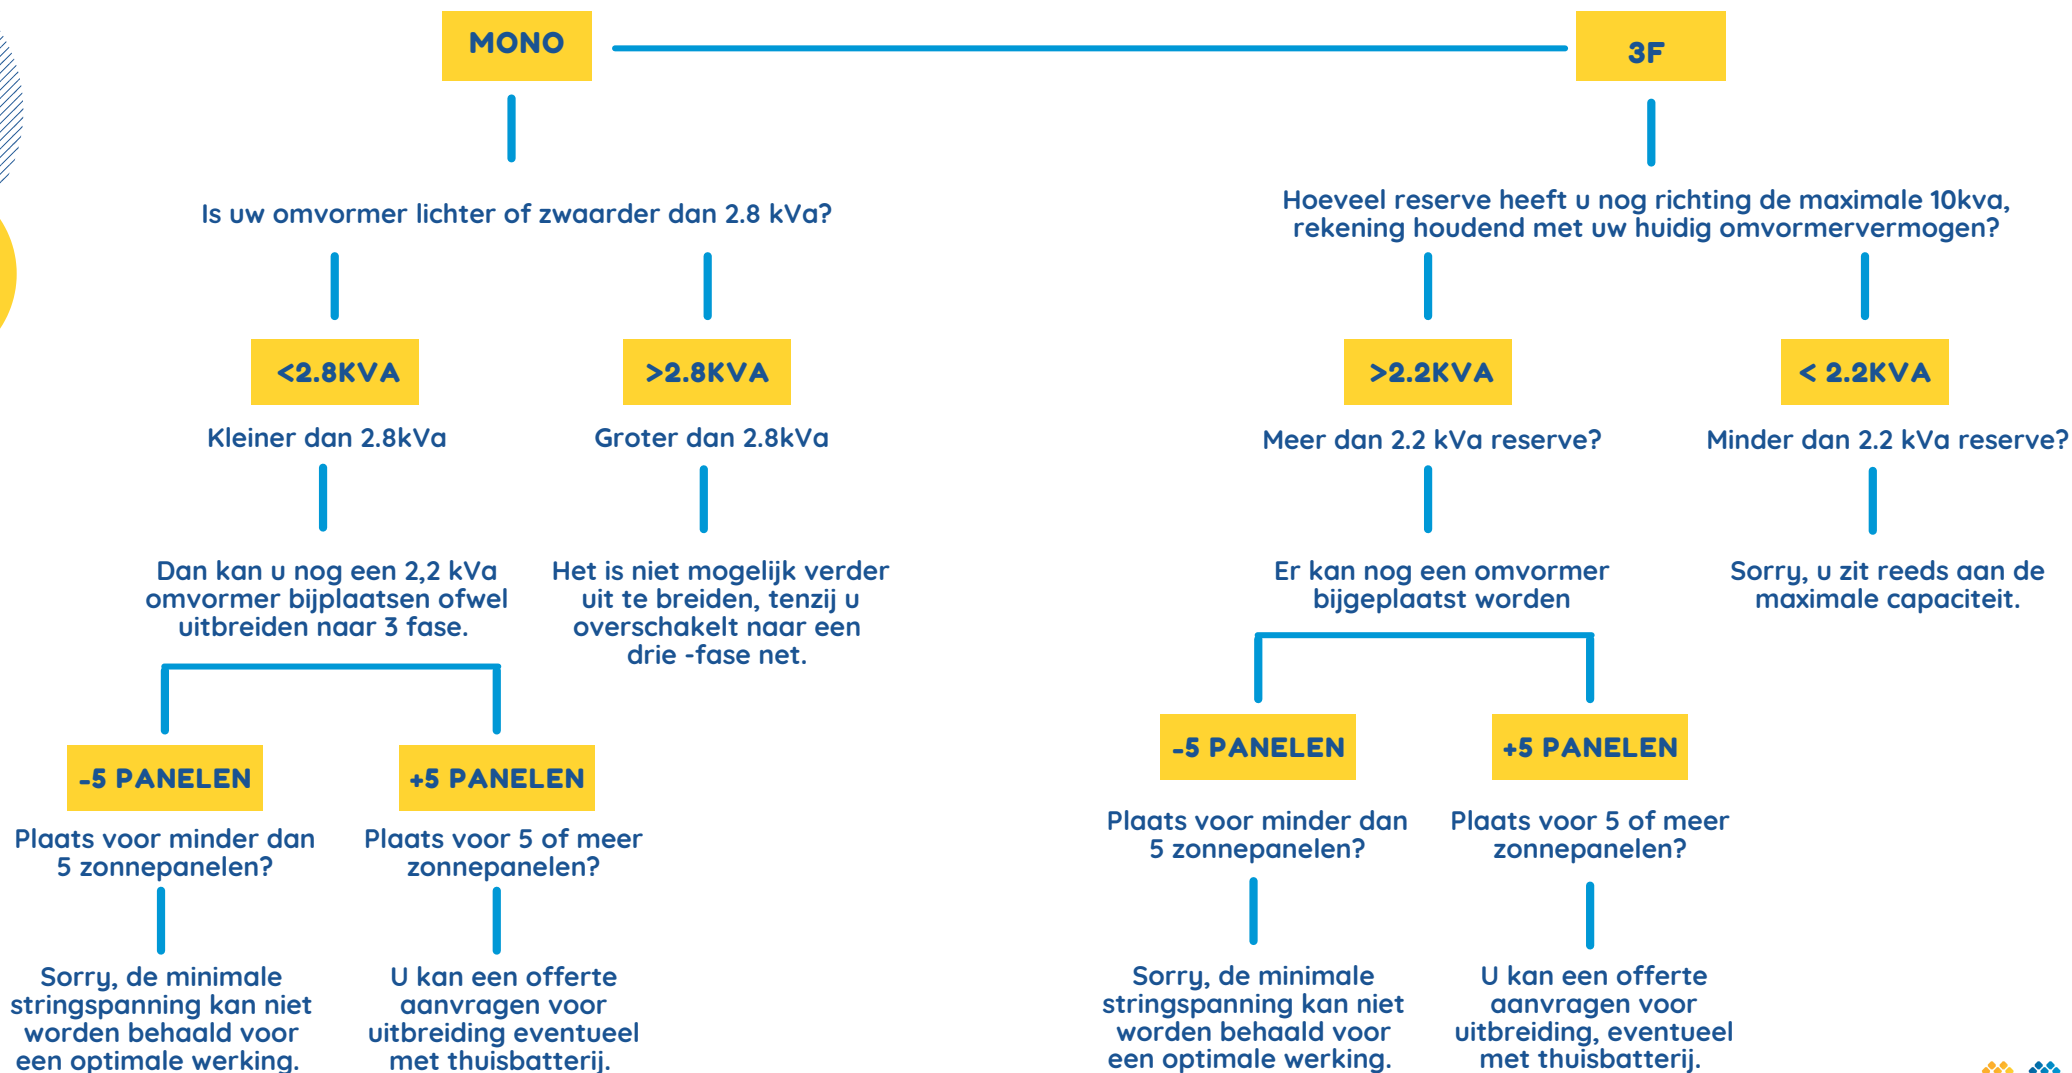 MONO
3F
Is uw omvormer lichter of zwaarder dan 2.8 kVa?
Hoeveel reserve heeft u nog richting de maximale 10kva,
rekening houdend met uw huidig omvormervermogen?
<2.8KVA
>2.8KVA
>2.2KVA
< 2.2KVA
Kleiner dan 2.8kVa
Groter dan 2.8kVa
Meer dan 2.2 kVa reserve?
Minder dan 2.2 kVa reserve?
Dan kan u nog een 2,2 kVa
omvormer bijplaatsen ofwel
uitbreiden naar 3 fase.
Het is niet mogelijk verder
uit te breiden, tenzij u
overschakelt naar een
drie -fase net.
Er kan nog een omvormer
bijgeplaatst worden
Sorry, u zit reeds aan de
maximale capaciteit.
-5 PANELEN
+5 PANELEN
-5 PANELEN
+5 PANELEN
Plaats voor minder dan
5 zonnepanelen?
Plaats voor 5 of meer
zonnepanelen?
Plaats voor minder dan
5 zonnepanelen?
Plaats voor 5 of meer
zonnepanelen?
Sorry, de minimale
stringspanning kan niet
worden behaald voor
een optimale werking.
U kan een offerte
aanvragen voor
uitbreiding eventueel
met thuisbatterij.
Sorry, de minimale
stringspanning kan niet
worden behaald voor
een optimale werking.
U kan een offerte
aanvragen voor
uitbreiding, eventueel
met thuisbatterij.